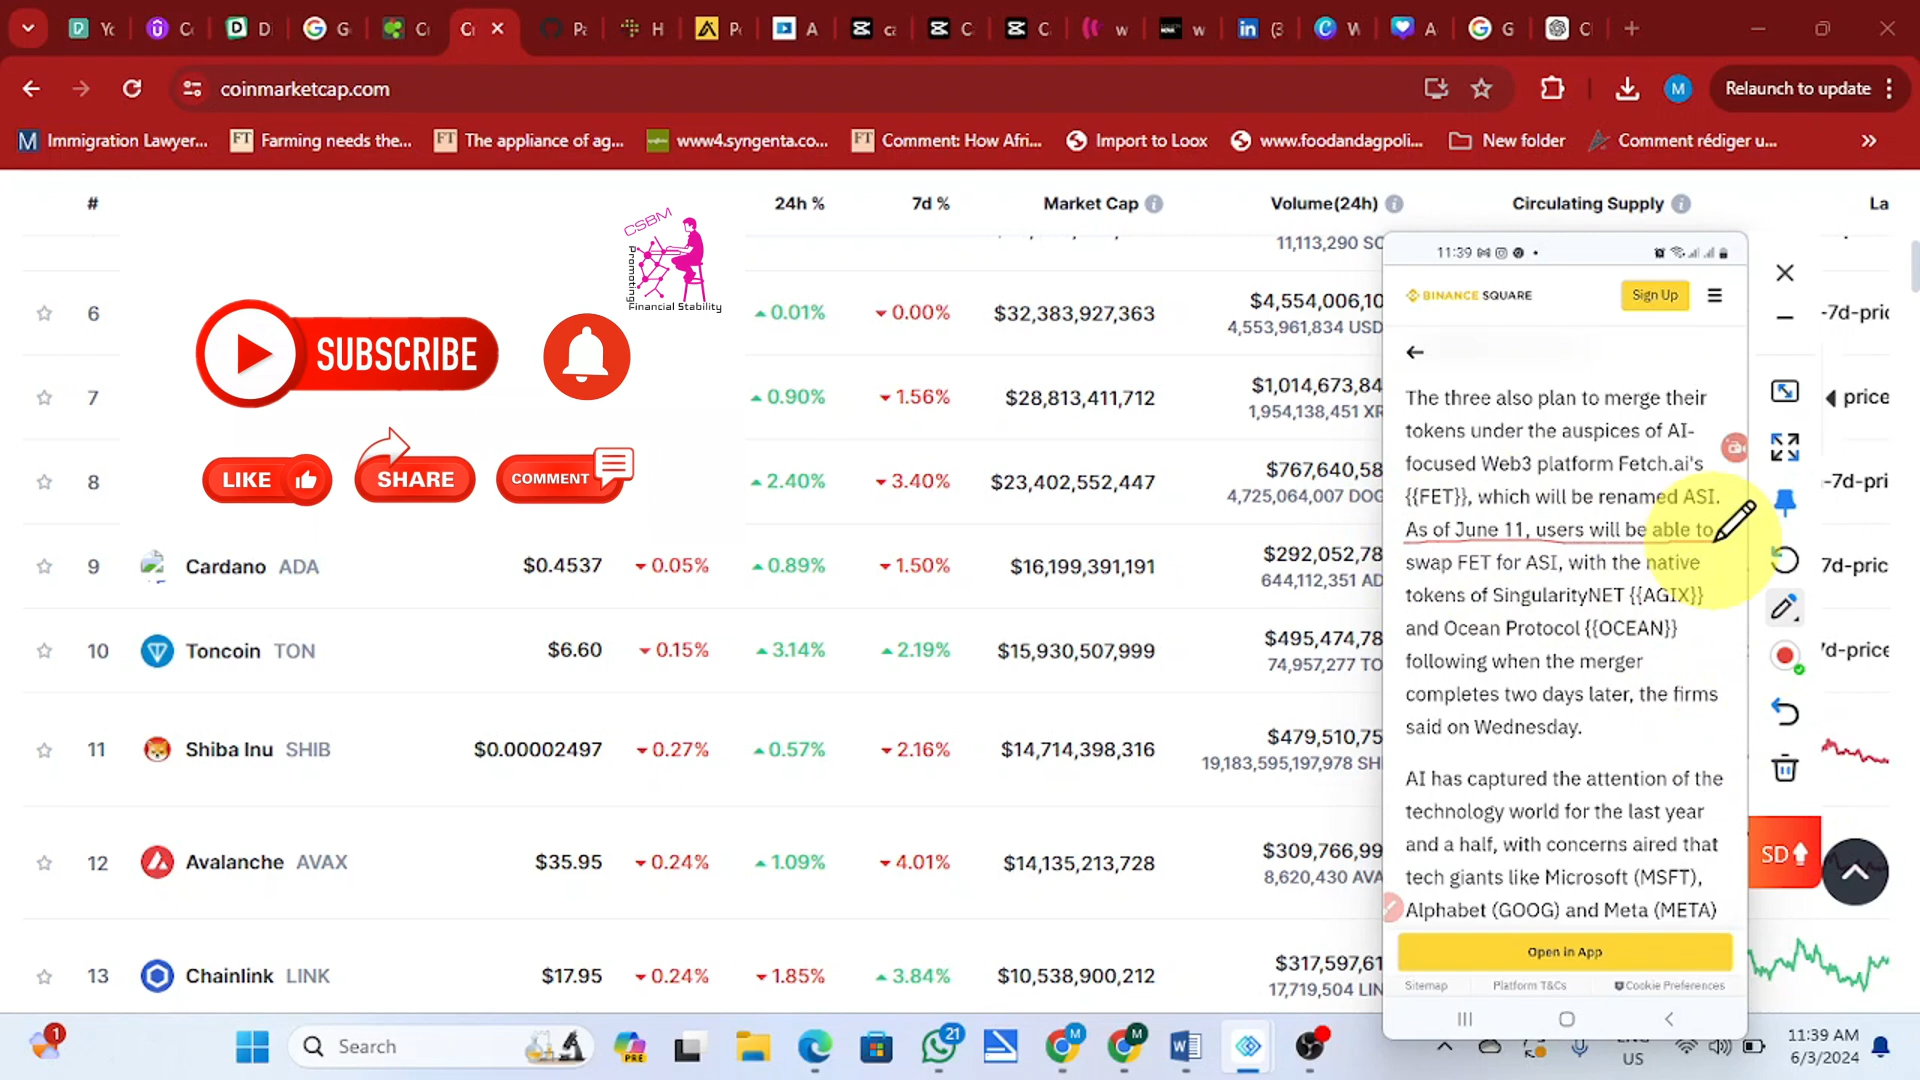 coinmarketcap.com
Relaunch to update
Immigration Lawyer...
Farming needs the...
The appliance of ag...
www4.syngenta.co...
Comment: How Afri...
Import to Loox
www.foodandagpoli...
New folder
Comment rédiger u...
#
24h %
7d %
Market Cap
Volume(24h)
Circulating Supply
La
CSBM
Promoting
Financial Stability
SUBSCRIBE
LIKE
SHARE
COMMENT
11,113,290 SO
6
0.01%
0.00%
$32,383,927,363
$4,554,006,10
4,553,961,834 USD
7
0.90%
1.56%
$28,813,411,712
$1,014,673,84
1,954,138,451 XR
8
2.40%
3.40%
$23,402,552,447
$767,640,58
4,725,064,007 DOG
9
Cardano ADA
$0.4537
0.05%
0.89%
1.50%
$16,199,391,191
$292,052,78
644,112,351 AD
10
Toncoin TON
$6.60
0.15%
3.14%
2.19%
$15,930,507,999
$495,474,78
74,957,277 TO
11
Shiba Inu SHIB
$0.00002497
0.27%
0.57%
2.16%
$14,714,398,316
$479,510,75
19,183,595,197,978 SH
12
Avalanche AVAX
$35.95
0.24%
1.09%
4.01%
$14,135,213,728
$309,766,99
8,620,430 AVA
13
Chainlink LINK
$17.95
0.24%
1.85%
3.84%
$10,538,900,212
$317,597,61
17,719,504 LIN
11:39
BINANCE SQUARE
Sign Up
The three also plan to merge their
tokens under the auspices of AI-
focused Web3 platform Fetch.ai's
{{FET}}, which will be renamed ASI.
As of June 11, users will be able to
swap FET for ASI, with the native
tokens of SingularityNET {{AGIX}}
and Ocean Protocol {{OCEAN}}
following when the merger
completes two days later, the firms
said on Wednesday.
AI has captured the attention of the
technology world for the last year
and a half, with concerns aired that
tech giants like Microsoft (MSFT),
Alphabet (GOOG) and Meta (META)
Open in App
Sitemap
Platform T&Cs
Cookie Preferences
-7d-pric
price
-7d-pri
7d-pric
/d-price
SD
1
Search
PRE
21
US
11:39 AM
6/3/2024